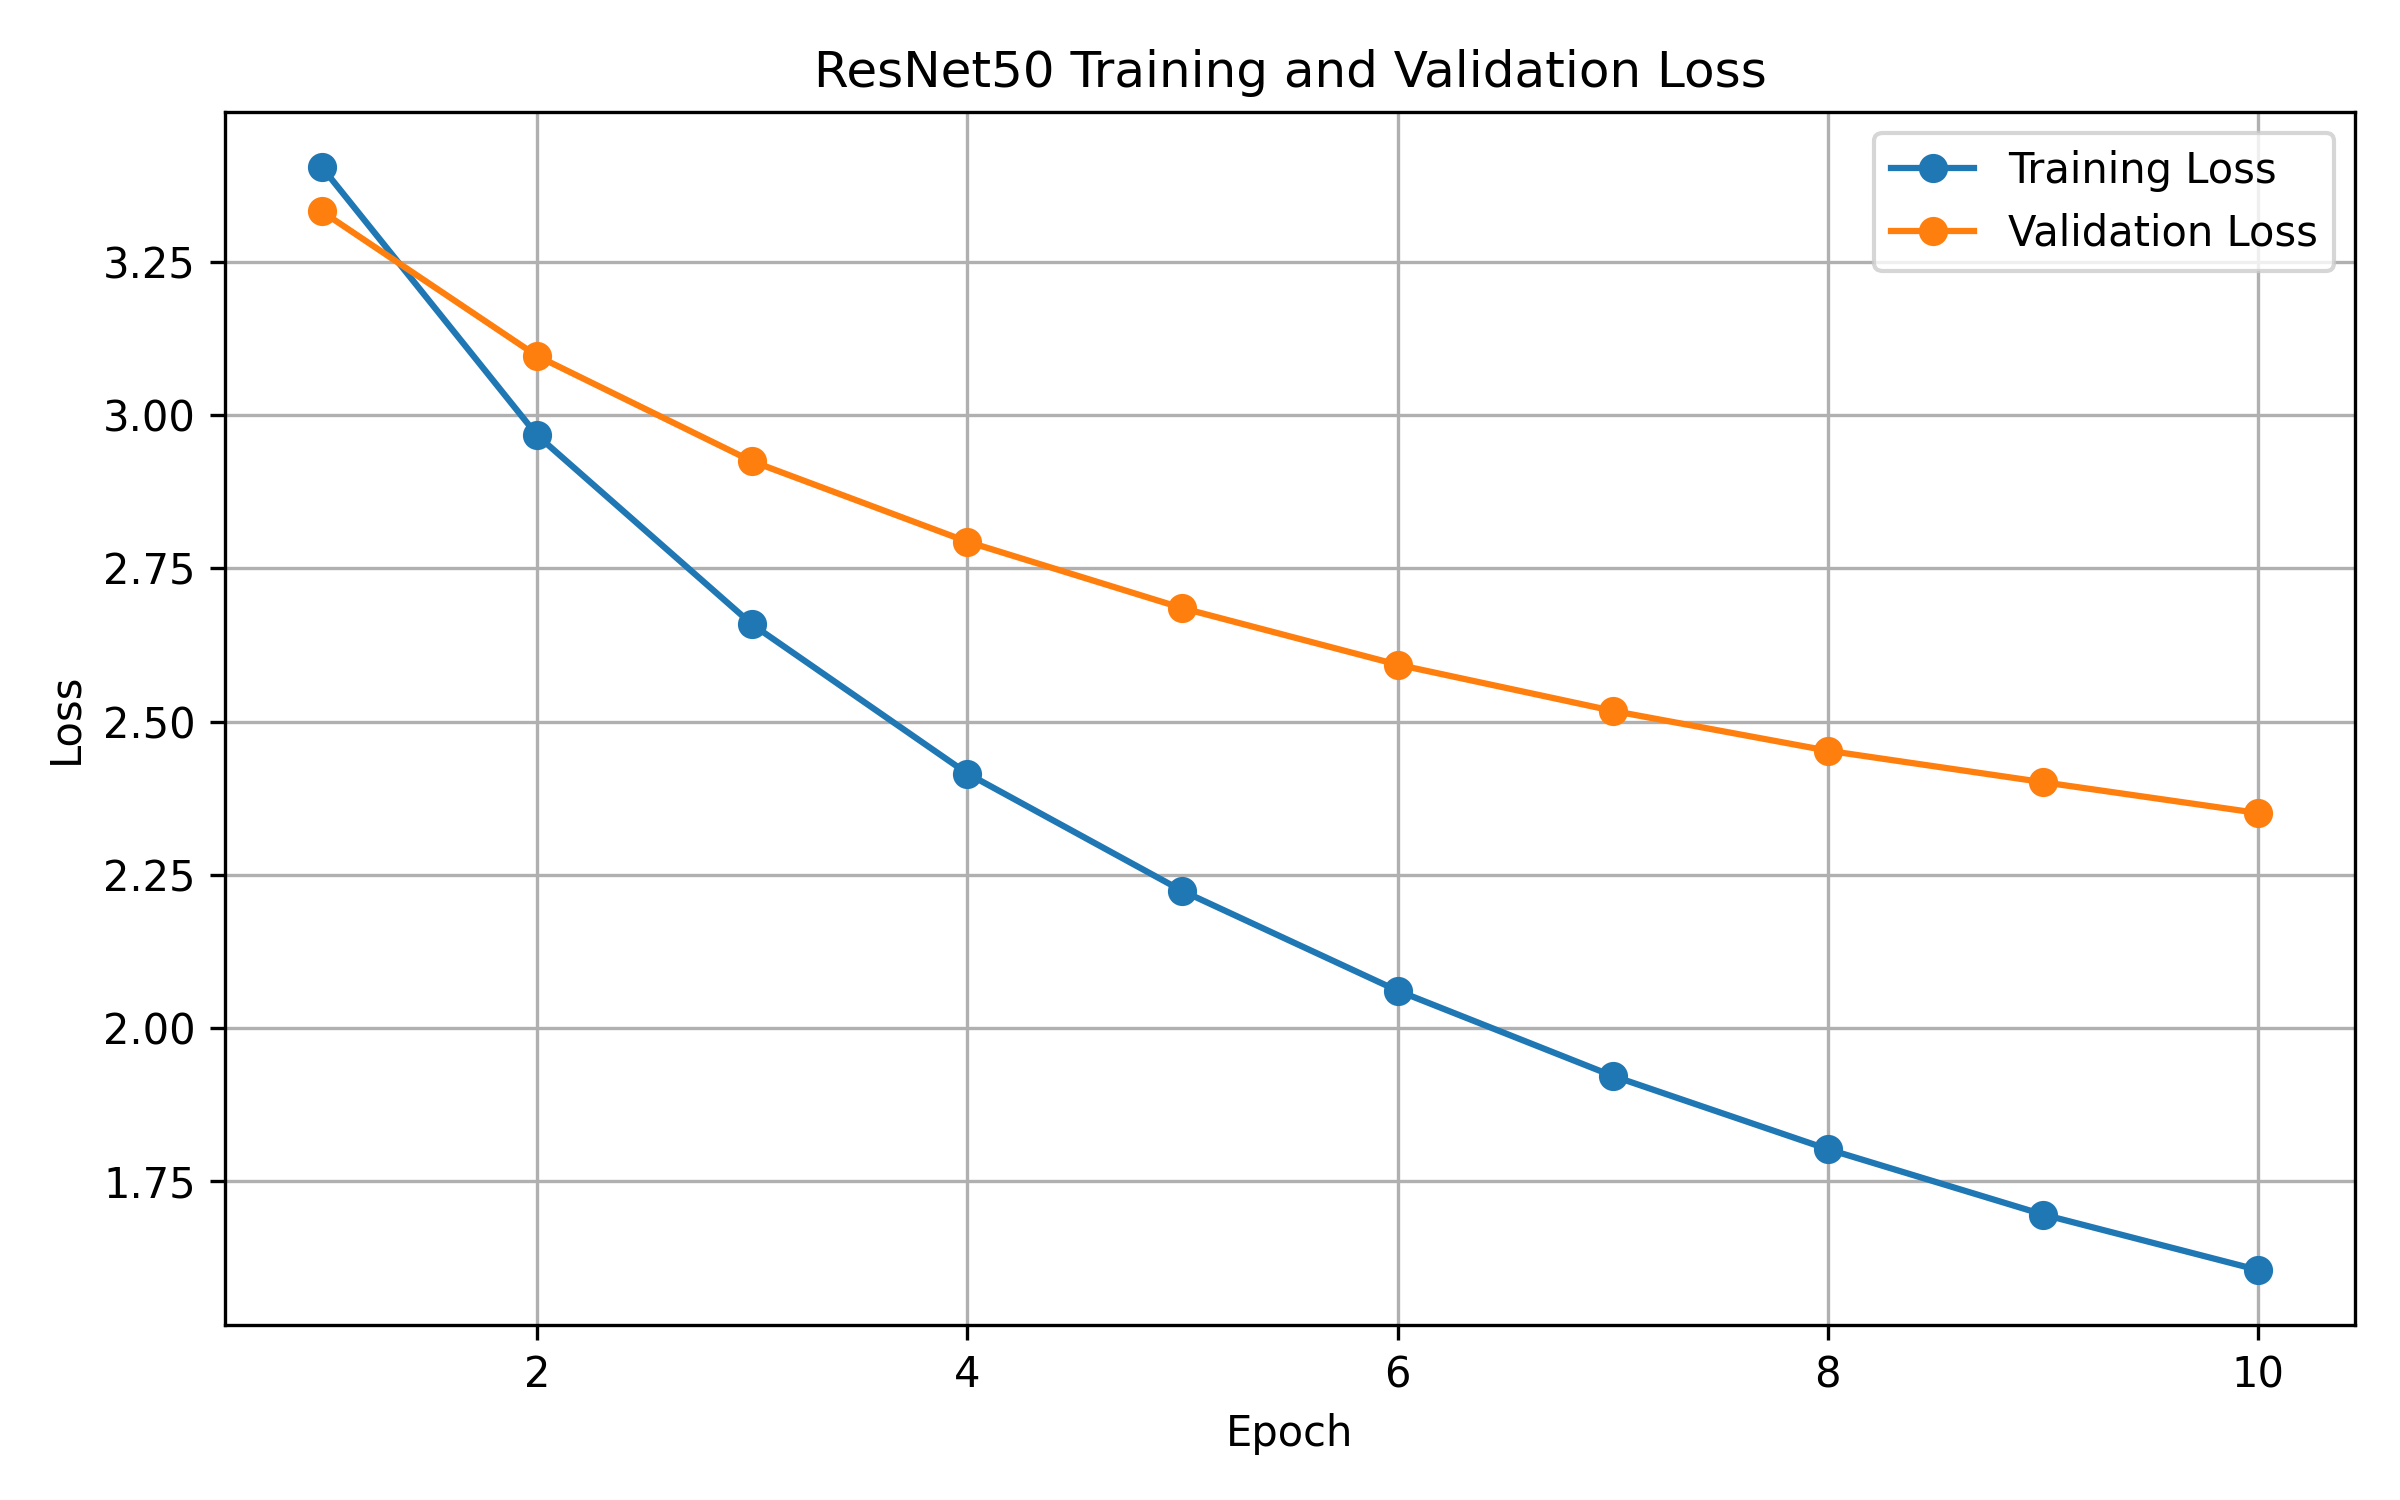 ResNet50 Training and Validation Loss
Training Loss
Validation Loss
3.25
3.00
2.75
2.50
2.25
2.00
1.75
Loss
2 4 6 8 10
Epoch